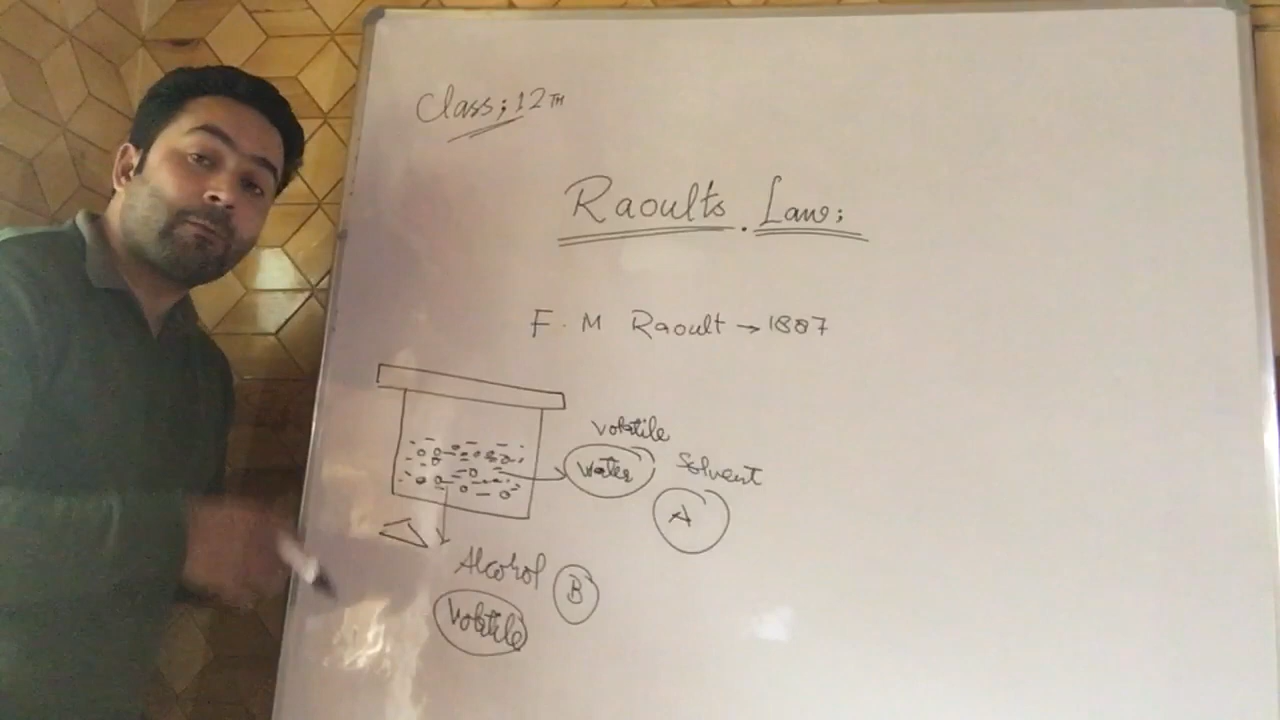 Class; 12TH
Raoults. Law;
F. M Raoult → 1887
Volatile
Water
Solvent
A
Alcohol B
Volatile